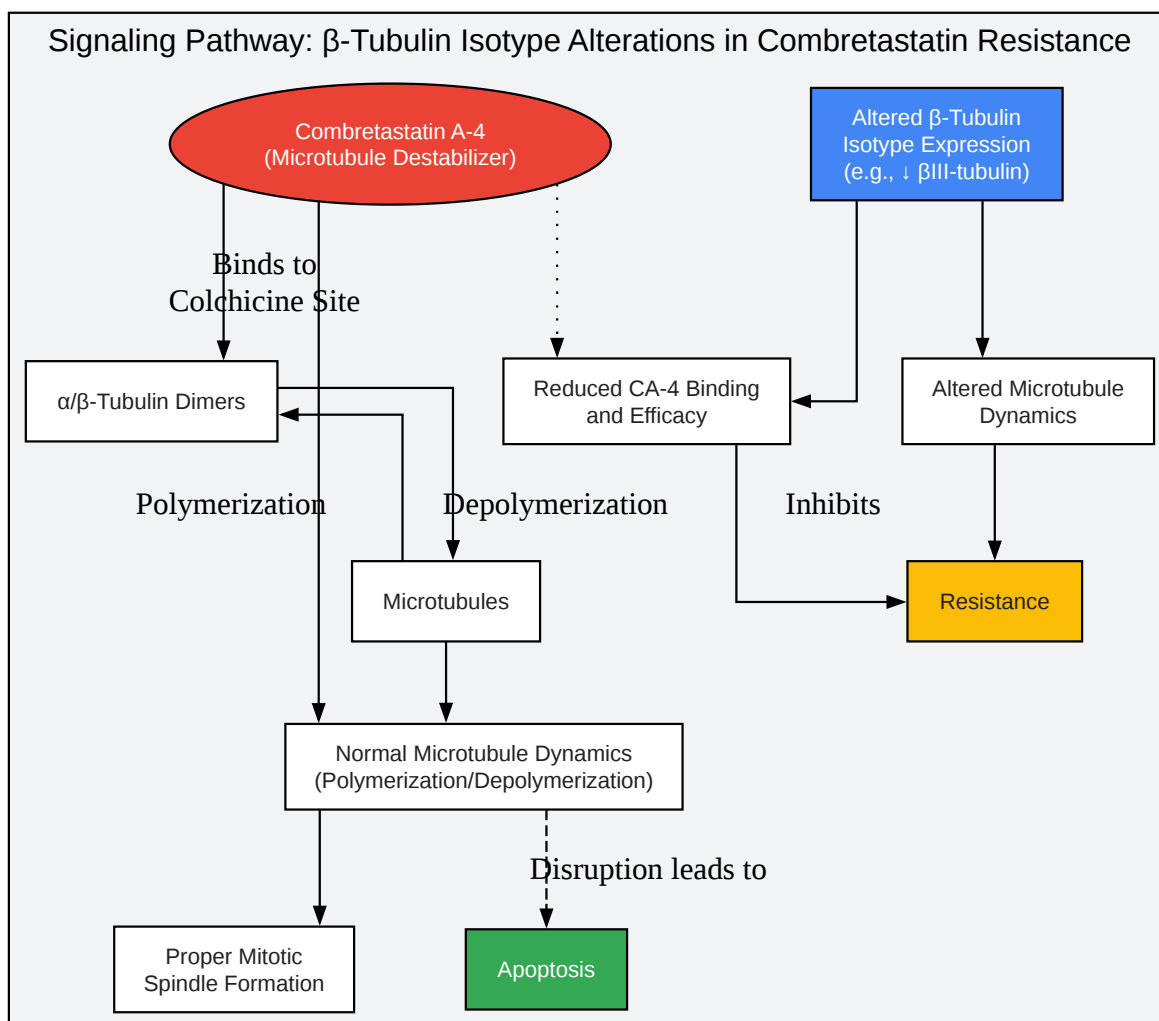 Signaling Pathway: β-Tubulin Isotype Alterations in Combretastatin Resistance
Combretastatin A-4
(Microtubule Destabilizer)
Altered β-Tubulin
Isotype Expression
(e.g., ↓ βIII-tubulin)
Binds to
Colchicine Site
α/β-Tubulin Dimers
Reduced CA-4 Binding
and Efficacy
Altered Microtubule
Dynamics
Polymerization
Depolymerization
Inhibits
Microtubules
Resistance
Normal Microtubule Dynamics
(Polymerization/Depolymerization)
Disruption leads to
Proper Mitotic
Spindle Formation
Apoptosis